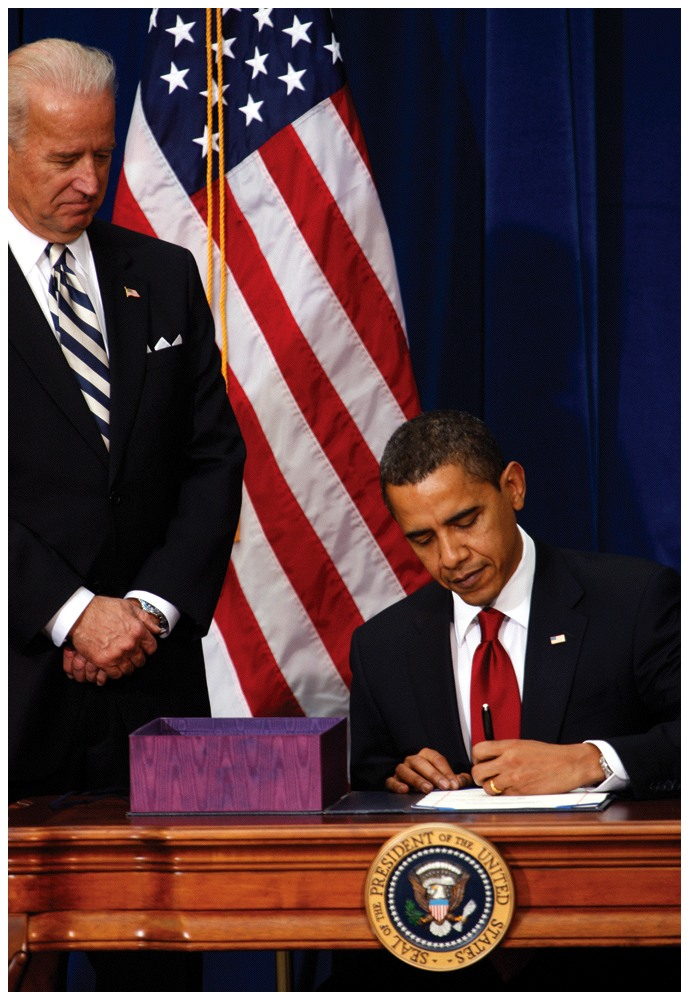 SEAL OF THE PRESIDENT OF THE UNITED STATES